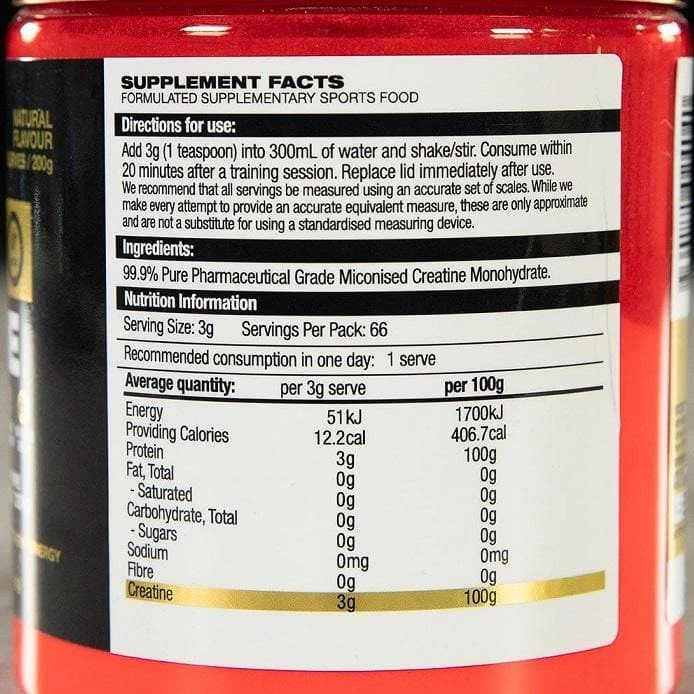 NATURAL
FLAVOUR
/ 200g
SUPPLEMENT FACTS
FORMULATED SUPPLEMENTARY SPORTS FOOD
Directions for use:
Add 3g (1 teaspoon) into 300mL of water and shake/stir. Consume within
20 minutes after a training session. Replace lid immediately after use.
We recommend that all servings be measured using an accurate set of scales. While we
make every attempt to provide an accurate equivalent measure, these are only approximate
and are not a substitute for using a standardised measuring device.
Ingredients:
99.9% Pure Pharmaceutical Grade Miconised Creatine Monohydrate.
Nutrition Information
Serving Size: 3g Servings Per Pack: 66
Recommended consumption in one day: 1 serve
Average quantity: per 3g serve per 100g
Energy 51kJ 1700kJ
Providing Calories 12.2cal 406.7cal
Protein 3g 100g
Fat, Total 0g 0g
- Saturated 0g 0g
Carbohydrate, Total 0g 0g
- Sugars 0g 0g
Sodium 0mg 0mg
Fibre 0g 0g
Creatine 3g 100g